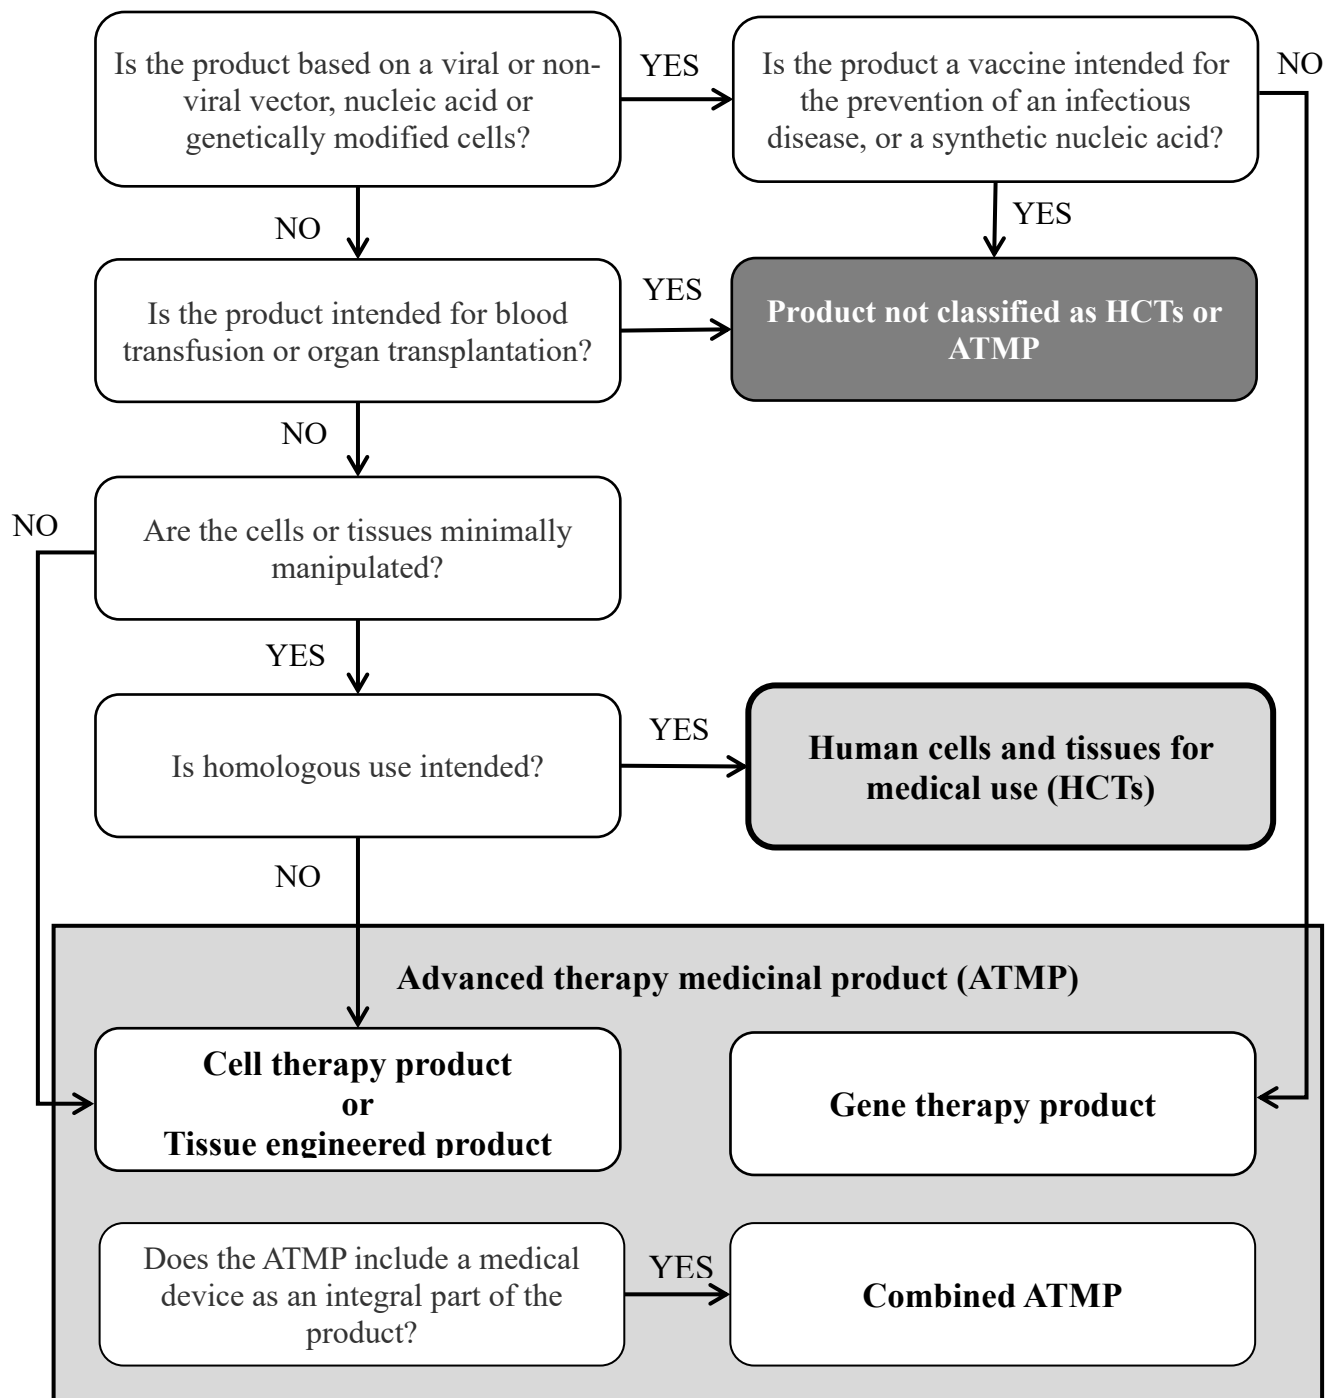 Is the product based on a viral or non-
viral vector, nucleic acid or
genetically modified cells?
YES
Is the product a vaccine intended for
the prevention of an infectious
disease, or a synthetic nucleic acid?
NO
NO
YES
Is the product intended for blood
transfusion or organ transplantation?
YES
Product not classified as HCTs or
ATMP
NO
NO
Are the cells or tissues minimally
manipulated?
YES
Is homologous use intended?
YES
Human cells and tissues for
medical use (HCTs)
NO
Advanced therapy medicinal product (ATMP)
Cell therapy product
or
Tissue engineered product
Gene therapy product
Does the ATMP include a medical
device as an integral part of the
product?
YES
Combined ATMP